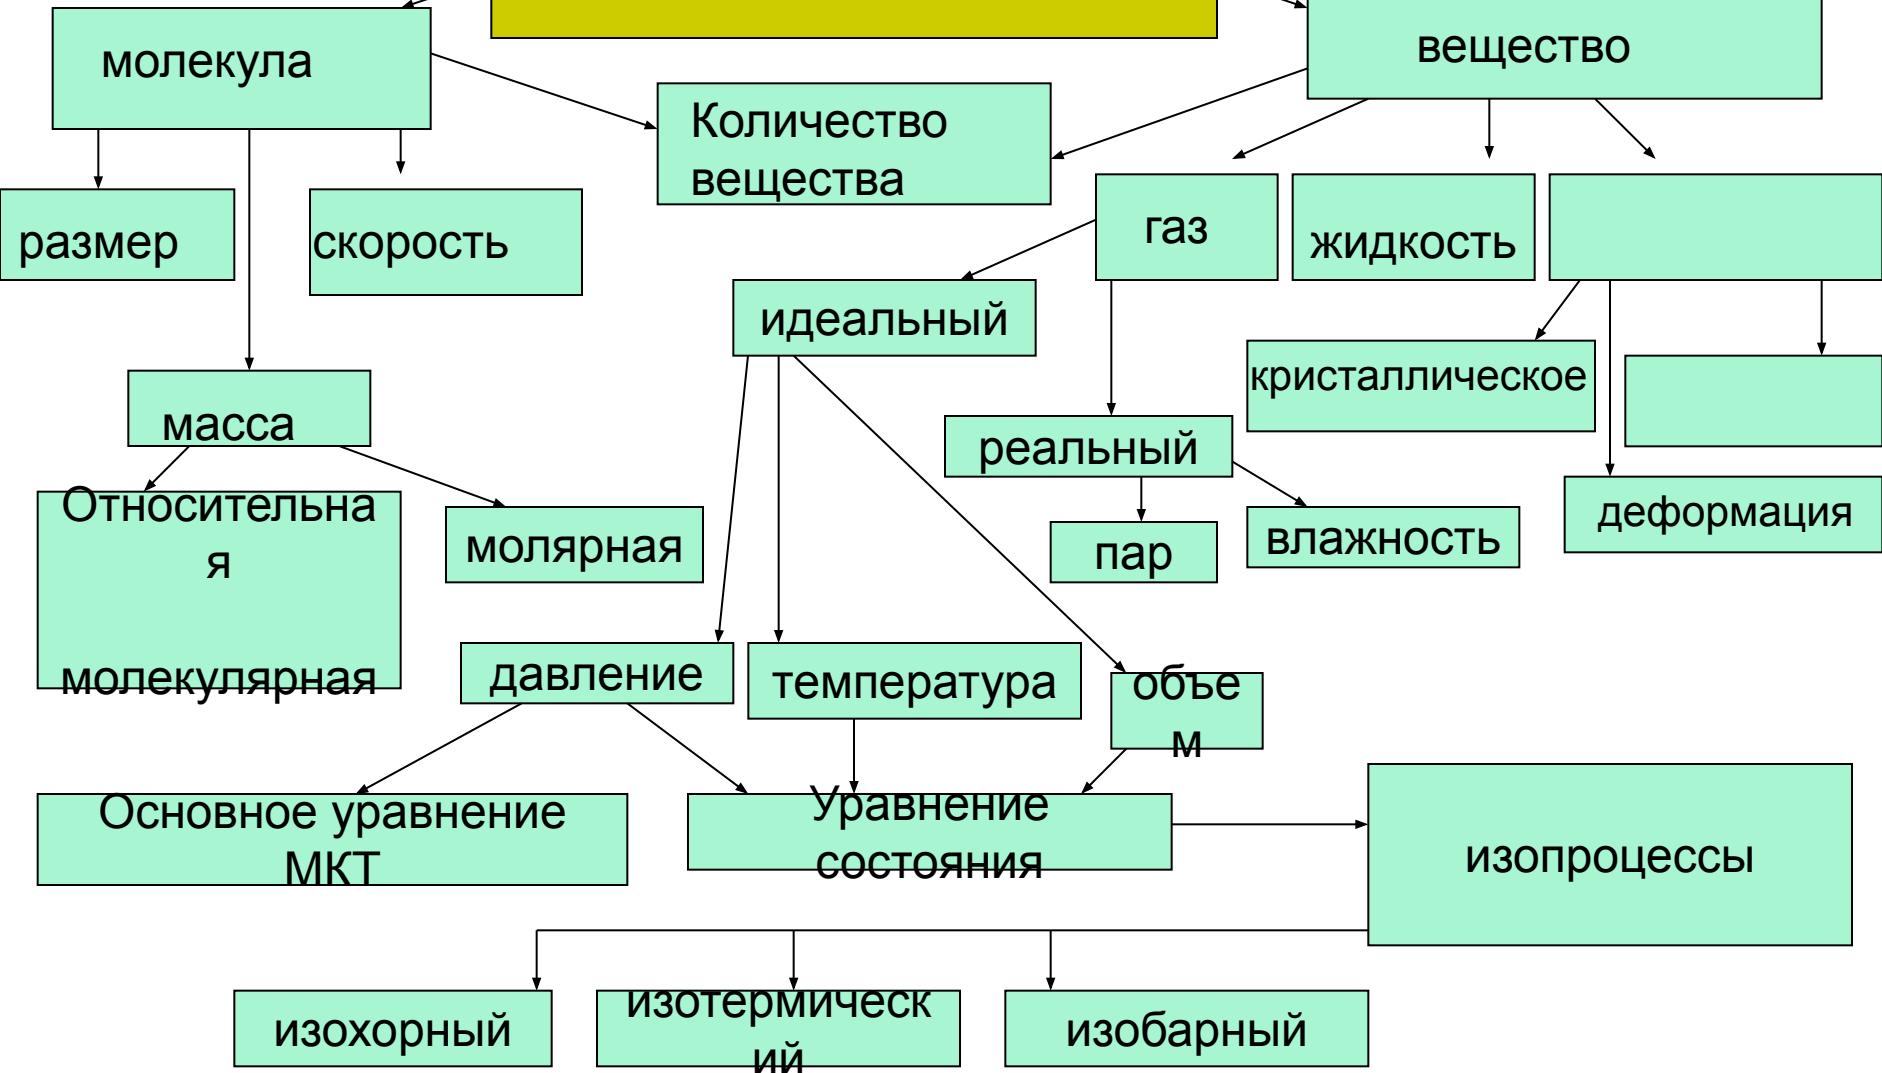 молекула
вещество
Количество
вещества
размер
скорость
газ
жидкость
идеальный
кристаллическое
масса
реальный
Относительна
я
молекулярная
молярная
пар
влажность
деформация
давление
температура
объе
м
Основное уравнение
МКТ
Уравнение
состояния
изопроцессы
изохорный
изотермическ
ий
изобарный